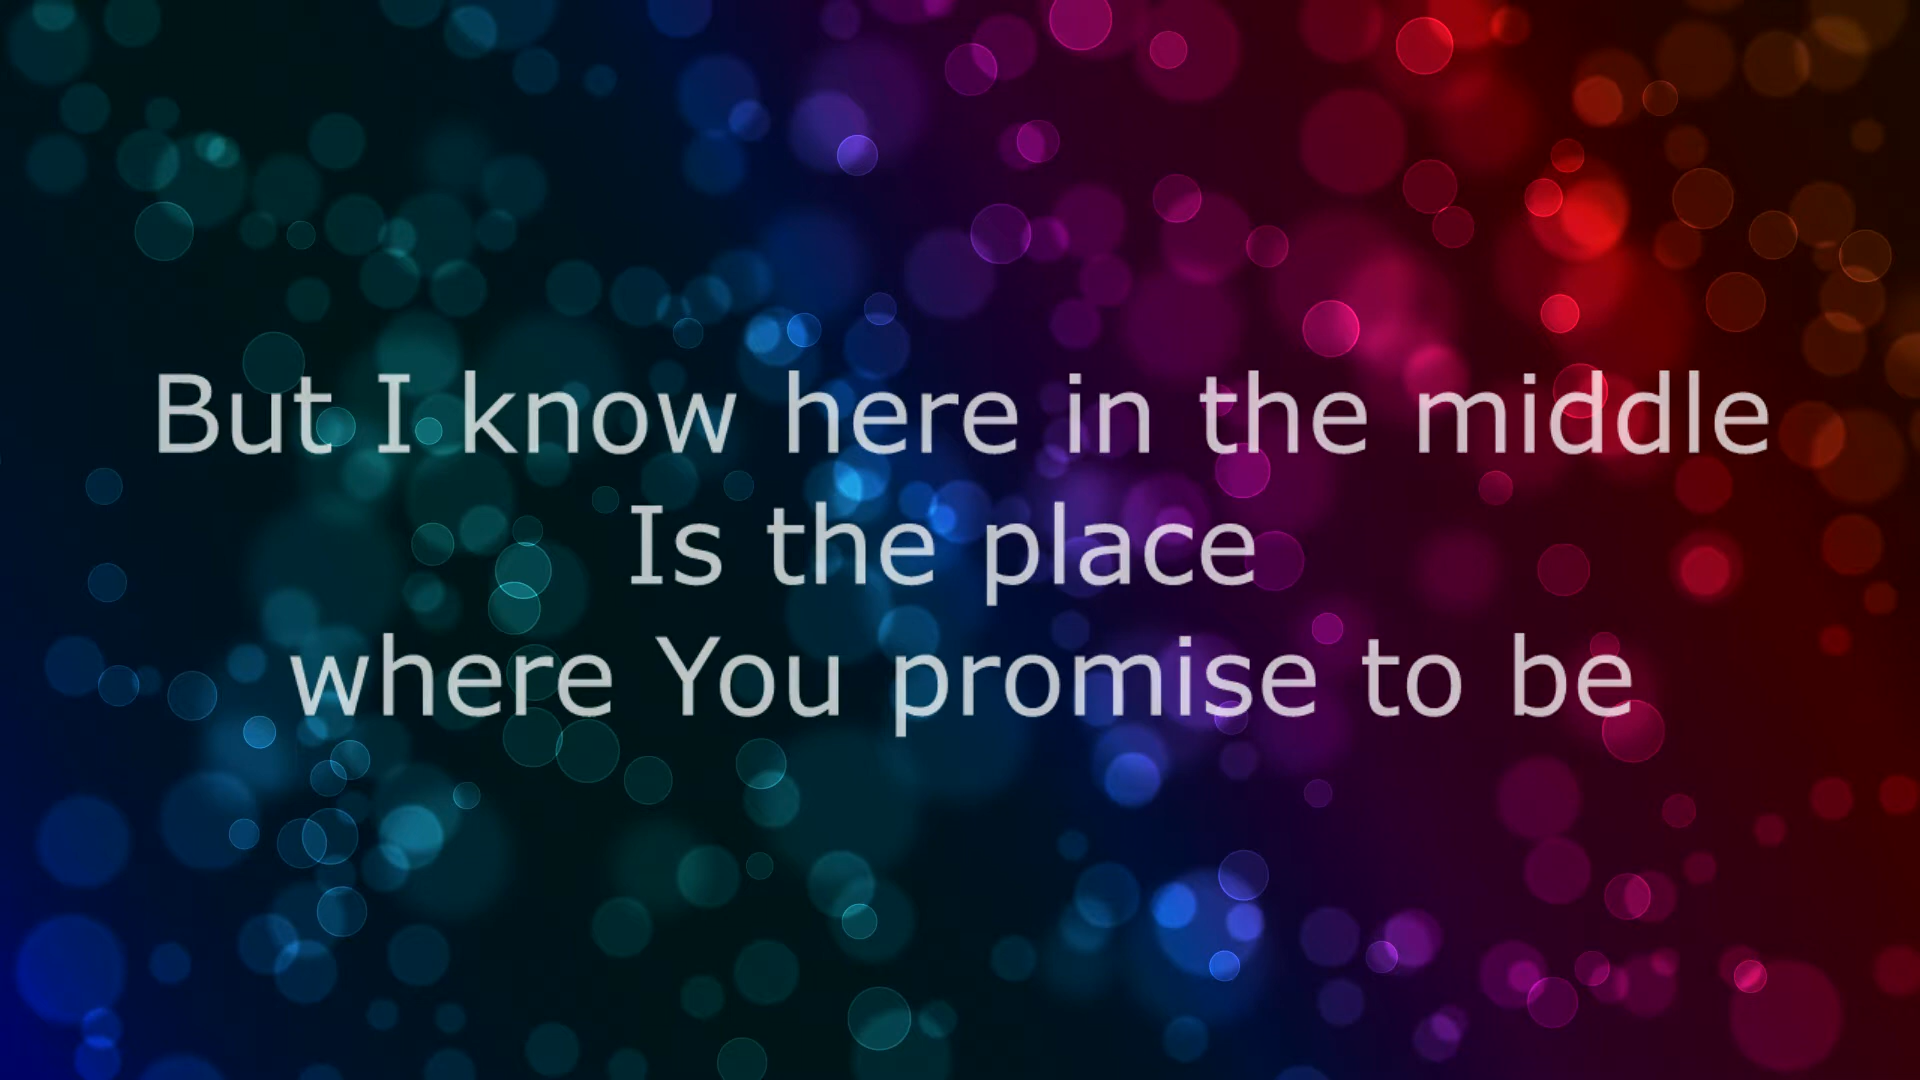 But I know here in the middle
Is the place
where You promise to be